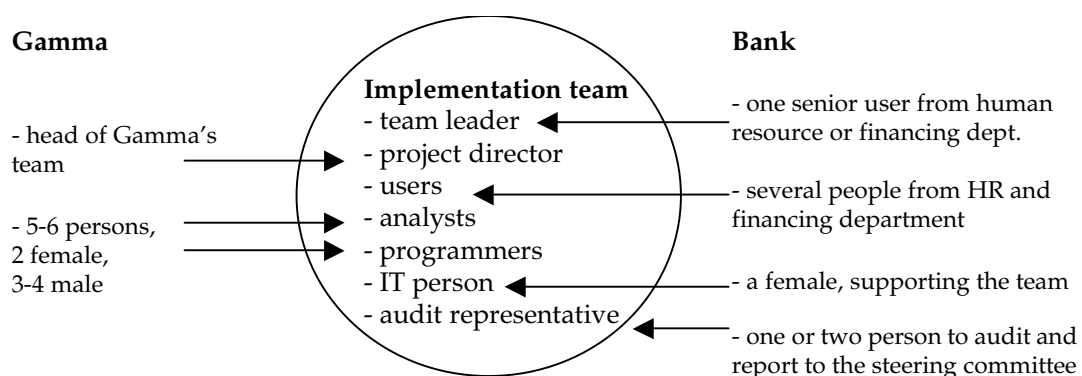 Gamma
- head of Gamma's
team
- 5-6 persons,
2 female,
3-4 male
Implementation team
- team leader
- project director
- users
- analysts
- programmers
- IT person
- audit representative
Bank
- one senior user from human
resource or financing dept.
- several people from HR and
financing department
- a female, supporting the team
- one or two person to audit and
report to the steering committee